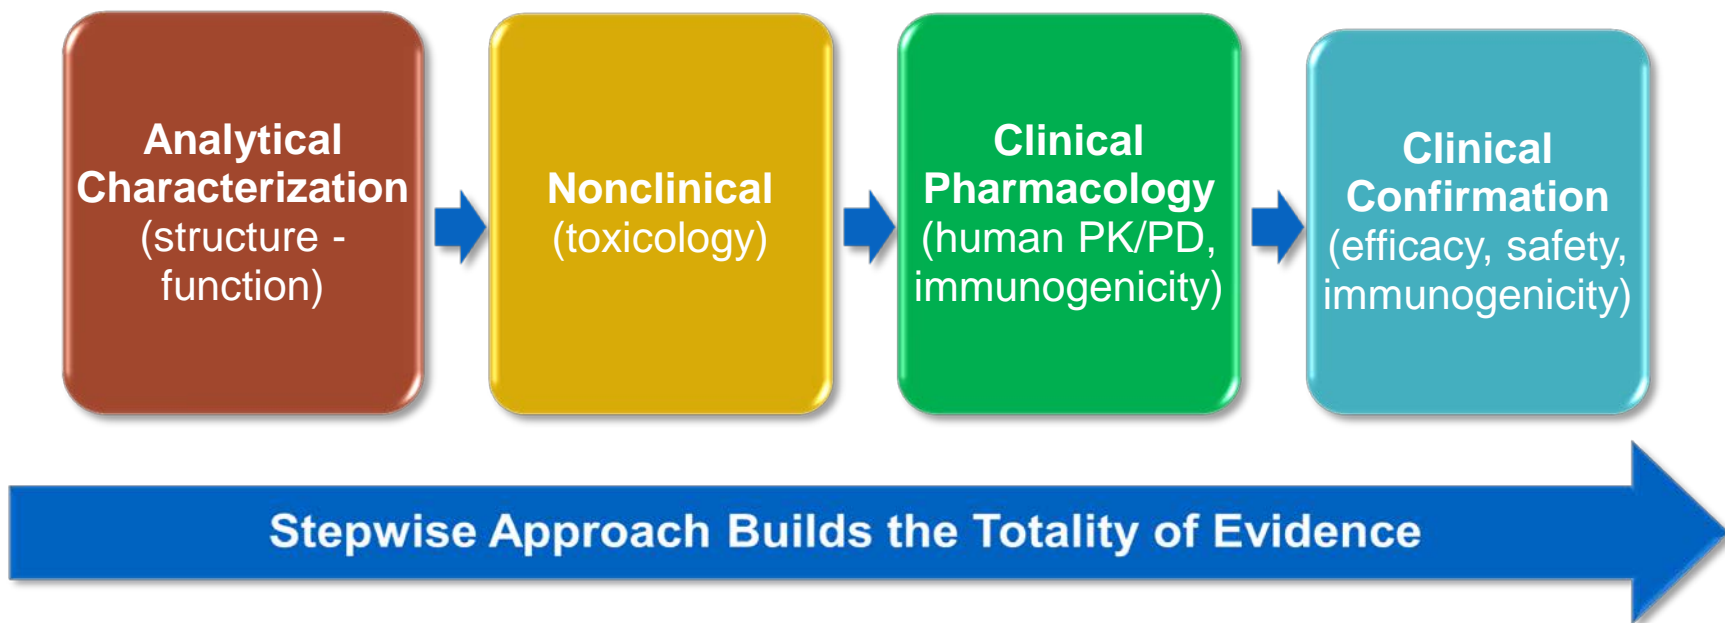 Analytical
Characterization
(structure -
function)
Nonclinical
(toxicology)
Clinical
Pharmacology
(human PK/PD,
immunogenicity)
Clinical
Confirmation
(efficacy, safety,
immunogenicity)
Stepwise Approach Builds the Totality of Evidence